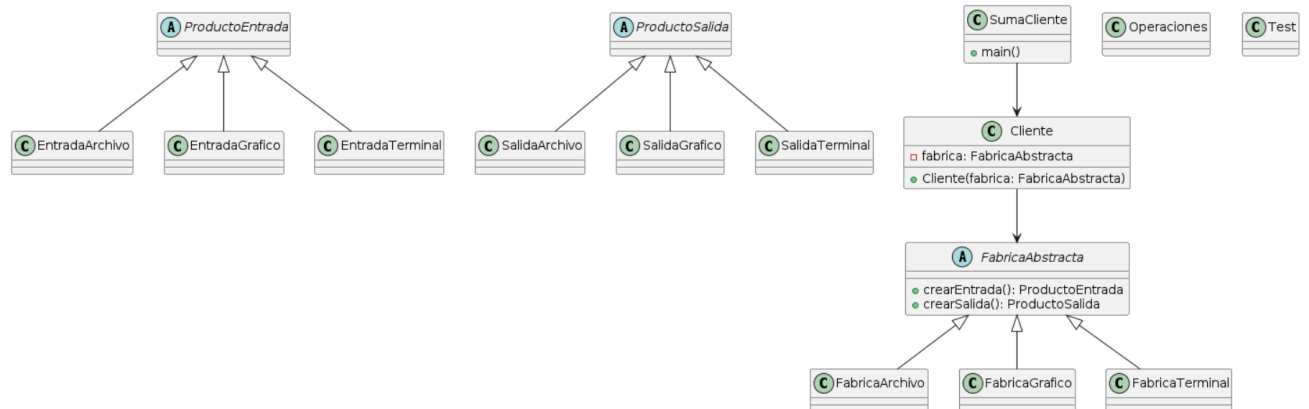 A ProductoEntrada
A ProductoSalida
C SumaCliente
main()
C Operaciones
C Test
C EntradaArchivo
C EntradaGrafico
C EntradaTerminal
C SalidaArchivo
C SalidaGrafico
C SalidaTerminal
C Cliente
fabrica: FabricaAbstracta
Cliente(fabrica: FabricaAbstracta)
A FabricaAbstracta
crearEntrada(): ProductoEntrada
crearSalida(): ProductoSalida
C FabricaArchivo
C FabricaGrafico
C FabricaTerminal